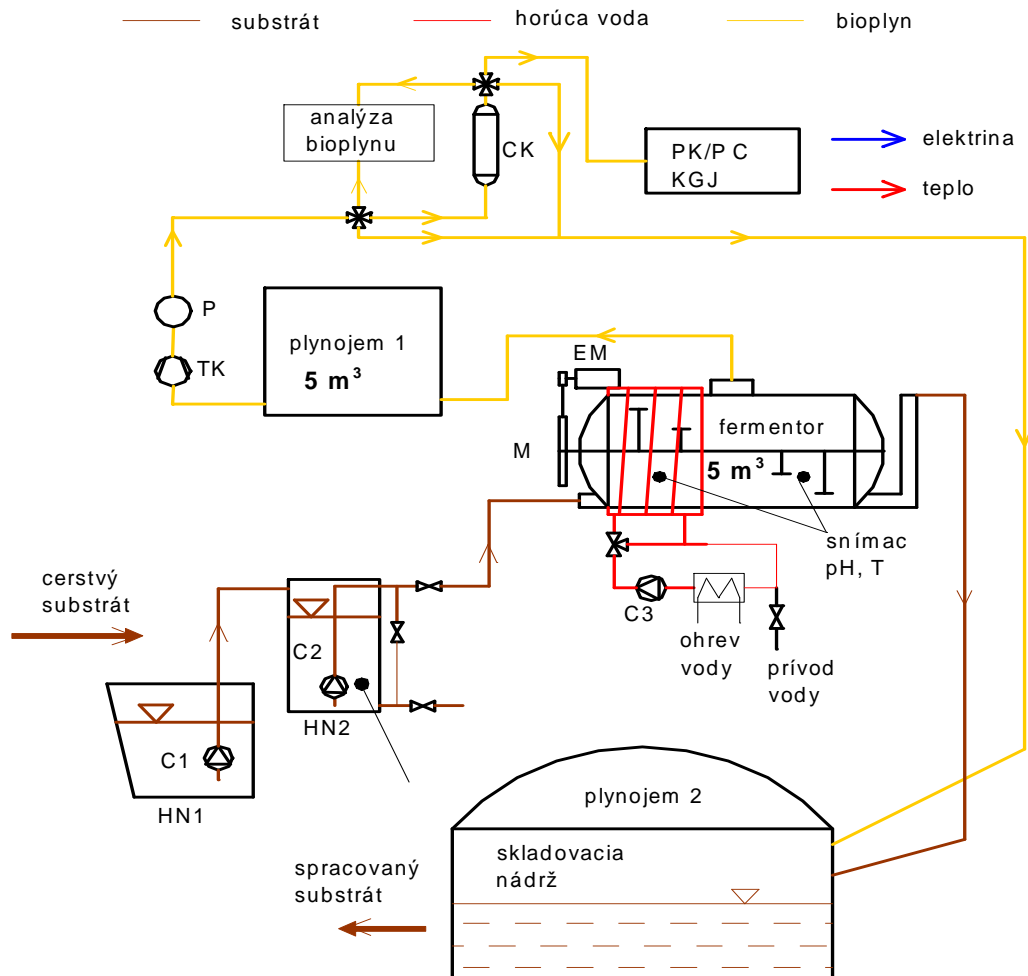 substrát
horúca voda
bioplyn
analýza
bioplynu
CK
PK/P C
KGJ
elektrina
teplo
P
TK
plynojem 1
5 m³
EM
M
fermentor
5 m³
snímac
pH, T
cerstvý
substrát
C2
C3
ohrev
vody
prívod
vody
HN2
C1
HN1
plynojem 2
skladovacia
nádrž
spracovaný
substrát